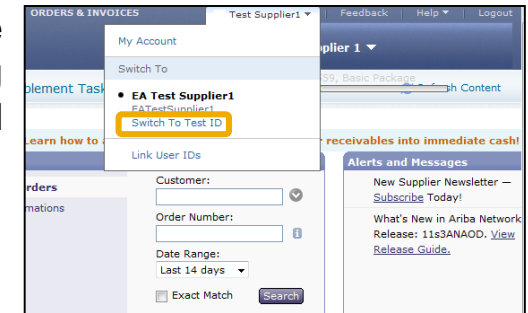 ORDERS & INVOICES
Test Supplier1
Feedback
Help
Logout
My Account
plier 1
Switch To
59, Basic Package
plement Task
sh Content
EA Test Supplier1
EATestSupplier1
Switch To Test ID
Learn how to
receivables into immediate cash!
Link User IDs
Alerts and Messages
rders
Customer:
New Supplier Newsletter —
Subscribe Today!
mations
Order Number:
What's New in Ariba Network
Release: 11s3ANAOD. View
Release Guide.
Date Range:
Last 14 days
Exact Match
Search